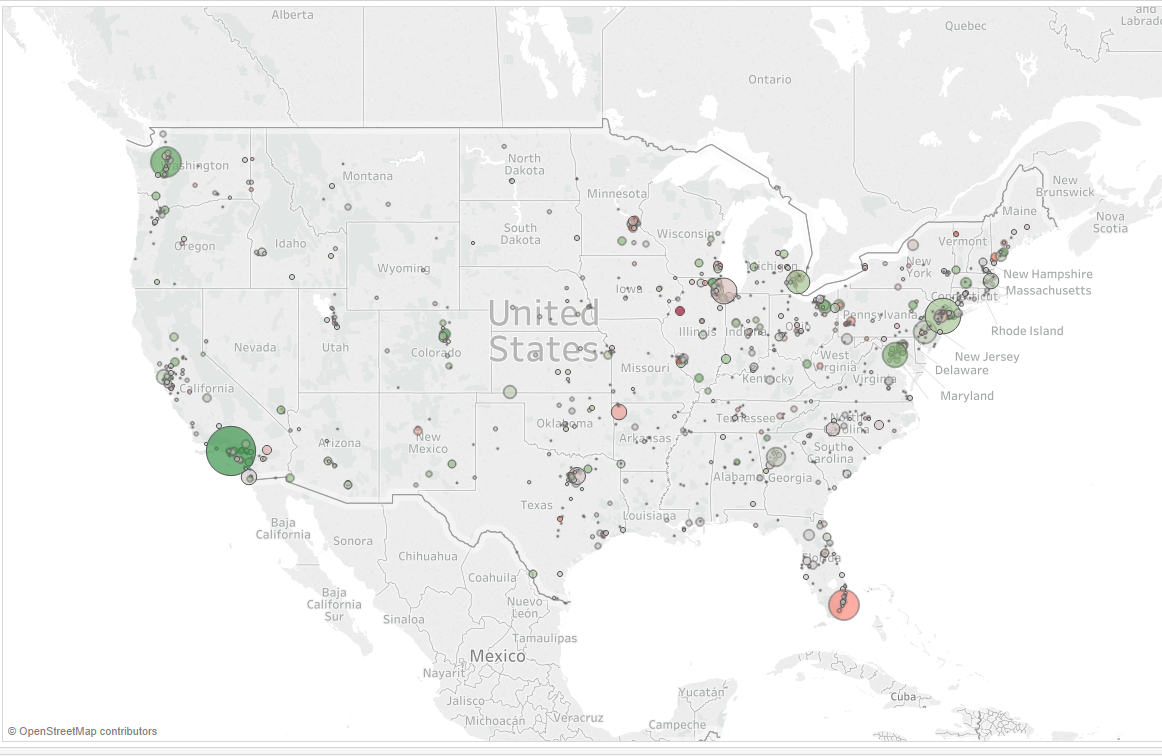 Alberta
and
Labrado
Quebec
Ontario
New
Brunswick
Nova
Scotia
Maine
Washington
Montana
North
Dakota
Minnesota
Vermont
Oregon
Idaho
South
Dakota
Wisconsin
Michigan
New
York
New Hampshire
Massachusetts
Wyoming
Iowa
Connecticut
United
States
Pennsylvania
Rhode Island
Nevada
Utah
Colorado
Illinois
Indiana
Ohio
New Jersey
Delaware
Maryland
California
Missouri
West
Virginia
Virginia
Kentucky
Arizona
New
Mexico
Oklahoma
Arkansas
Tennessee
North
Carolina
South
Carolina
Alabama
Georgia
Texas
Louisiana
Florida
Baja
California
Sonora
Chihuahua
Coahuila
Baja
California
Sur
Sinaloa
Nuevo
León
Tamaulipas
Mexico
Nayarit
Jalisco
Michoacán
Veracruz
Yucatán
Campeche
Cuba
© OpenStreetMap contributors